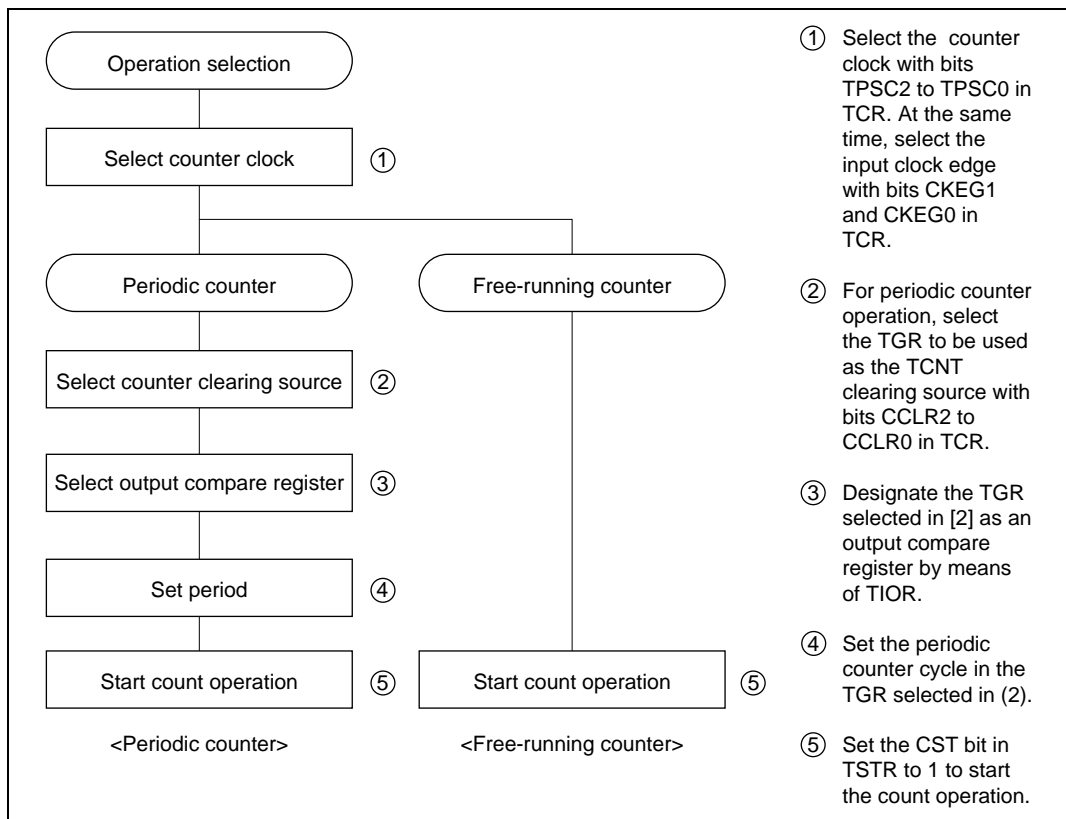 Operation selection
Select counter clock ①
Periodic counter
Free-running counter
Select counter clearing source ②
Select output compare register ③
Set period ④
Start count operation ⑤
Start count operation ⑤
<Periodic counter>
<Free-running counter>
① Select the counter
clock with bits
TPSC2 to TPSC0 in
TCR. At the same
time, select the
input clock edge
with bits CKEG1
and CKEG0 in
TCR.
② For periodic counter
operation, select
the TGR to be used
as the TCNT
clearing source with
bits CCLR2 to
CCLR0 in TCR.
③ Designate the TGR
selected in [2] as an
output compare
register by means
of TIOR.
④ Set the periodic
counter cycle in the
TGR selected in (2).
⑤ Set the CST bit in
TSTR to 1 to start
the count operation.